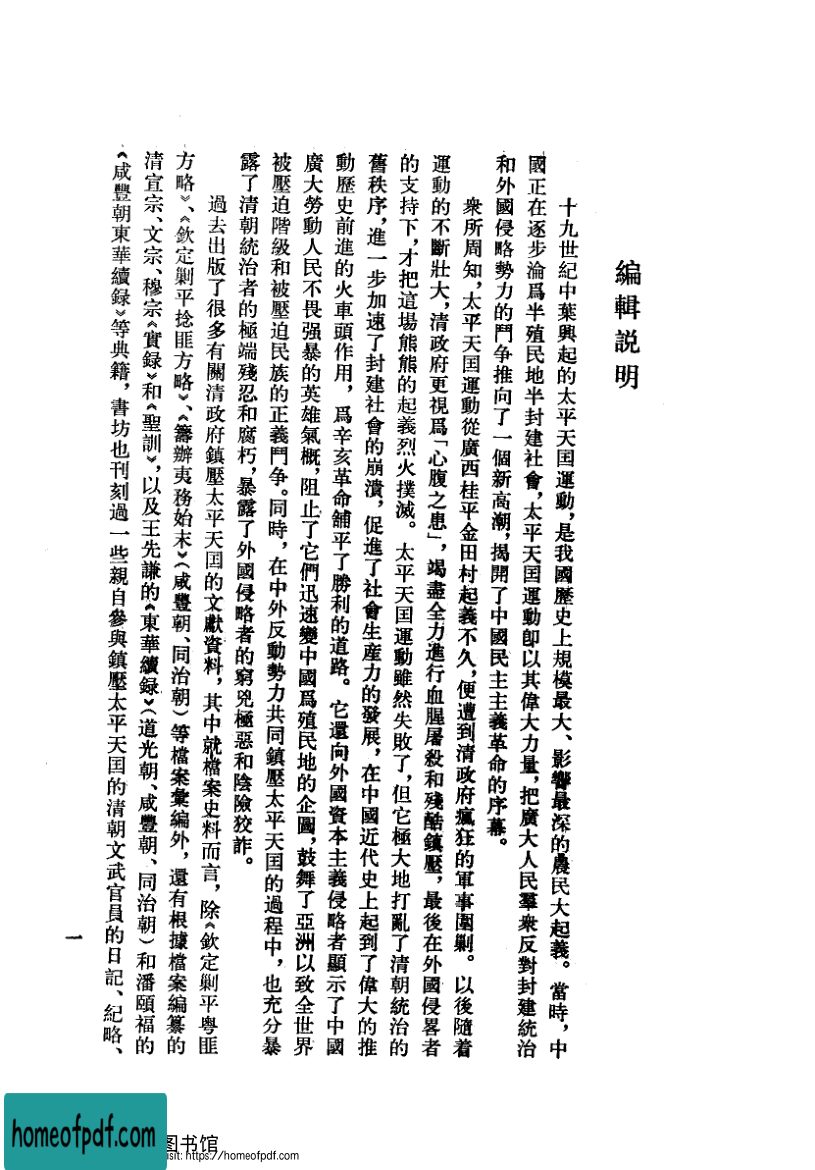 編輯説明
十九世紀中葉興起的太平天囯運動，是我國歷史上規模最大、影響最深的農民大起義。當時，中
國正在逐步淪爲半殖民地半封建社會，太平天囯運動卽以其偉大力量，把廣大人民羣衆反對封建統治
和外國侵略勢力的鬥争推向了一個新高潮，揭開了中國民主主義革命的序幕。
衆所周知，太平天囯運動從廣西桂平金田村起義不久，便遭到清政府瘋狂的軍事圍剿。以後隨着
運動的不斷壯大，清政府更視爲「心腹之患」，竭盡全力進行血腥屠殺和殘酷鎮壓，最後在外國侵畧者
的支持下，才把這場熊熊的起義烈火撲滅。太平天囯運動雖然失敗了，但它極大地打亂了清朝統治的
舊秩序，進一步加速了封建社會的崩潰，促進了社會生産力的發展，在中國近代史上起到了偉大的推
動歷史前進的火車頭作用，爲辛亥革命舖平了勝利的道路。它還向外國資本主義侵略者顯示了中國
廣大勞動人民不畏强暴的英雄氣概，阻止了它們迅速變中國爲殖民地的企圖，鼓舞了亞洲以致全世界
被壓迫階級和被壓迫民族的正義鬥争。同時，在中外反動勢力共同鎮壓太平天囯的過程中，也充分暴
露了清朝統治者的極端殘忍和腐朽，暴露了外國侵略者的窮兇極惡和陰險狡詐。
過去出版了很多有關清政府鎮壓太平天囯的文獻資料，其中就檔案史料而言，除《欽定剿平粤匪
方略》、《欽定剿平捻匪方略》、《籌辦夷務始末》（咸豐朝、同治朝）等檔案彙編外，還有根據檔案編纂的
清宣宗、文宗、穆宗《實録》和《聖訓》，以及王先謙的《東華續録》（道光朝、咸豐朝、同治朝）和潘頤福的
《咸豐朝東華續録》等典籍，書坊也刊刻過一些親自參與鎮壓太平天囯的清朝文武官員的日記、紀略、
一
homeofpdf.com
图书馆
isit: https://homeofpdf.com